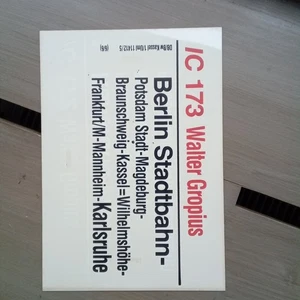 IC 173 Walter Gropius
Berlin Stadtbahn-
Potsdam Stadt-Magdeburg-
Braunschweig-Kassel=Wilhelmshöhe-
Frankfurt/M-Mannheim-Karlsruhe